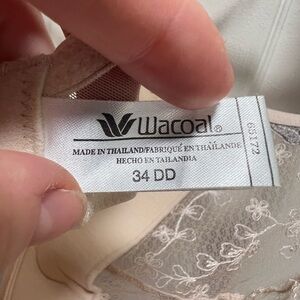 Wacoal®
MADE IN THAILAND/FABRIQUÉ EN THAÏLANDE
HECHO EN TAILANDIA
34 DD
65172